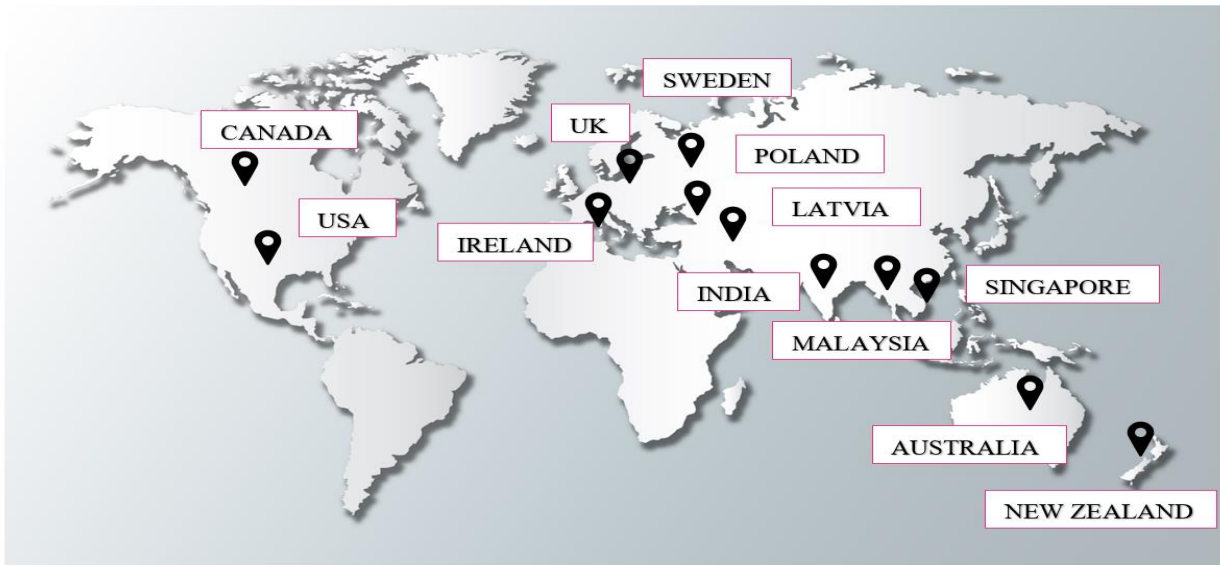 SWEDEN
CANADA
UK
POLAND
USA
LATVIA
IRELAND
INDIA
SINGAPORE
MALAYSIA
AUSTRALIA
NEW ZEALAND